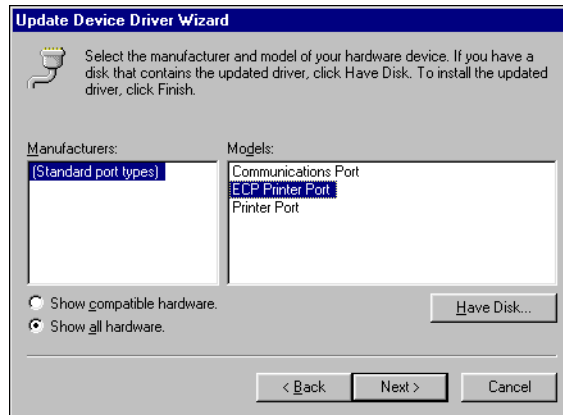 Update Device Driver Wizard
Select the manufacturer and model of your hardware device. If you have a
disk that contains the updated driver, click Have Disk. To install the updated
driver, click Finish.
Manufacturers:
Models:
(Standard port types)
Communications Port
ECP Printer Port
Printer Port
Show compatible hardware.
Show all hardware.
Have Disk...
< Back
Next >
Cancel